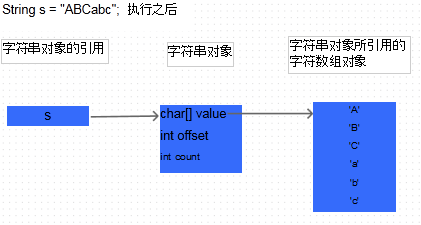 String s = "ABCabc"; 执行之后
字符串对象的引用
字符串对象
字符串对象所引用的
字符数组对象
s
char[] value
int offset
int count
'A'
'B'
'C'
'a'
'b'
'c'